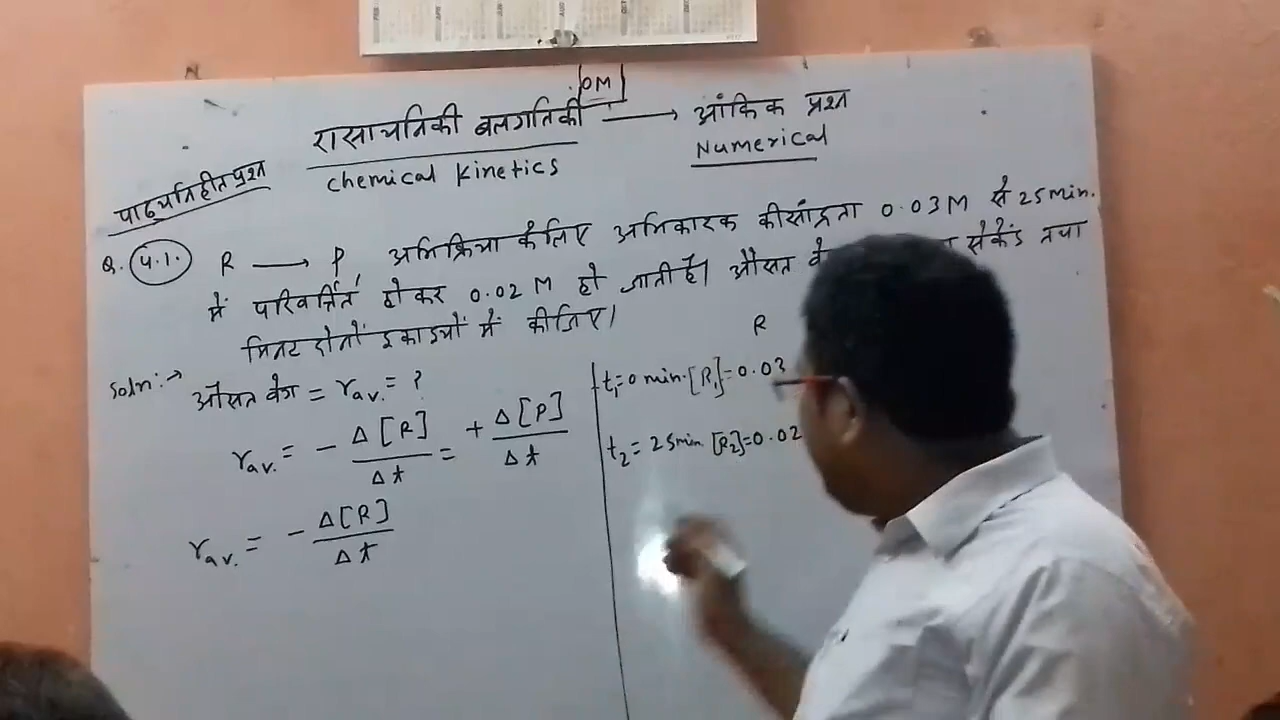 OM
रासायनिकी बलगतिकी → आंकिक प्रश्न
Chemical Kinetics Numerical
पाठ्यनिहित प्रश्न
Q. 4.1. R → P, अभिक्रिया के लिए अभिकारक की सांद्रता 0.03 M से 25 min.
में परिवर्तित होकर 0.02 M हो जाती है। औसत सेकेंड तथा
मिनट दोनों इकाइयों में कीजिए।
R
Soln:→ औसत वेग = rav. = ?
rav. = - Δ[R]/Δt = + Δ[P]/Δt
rav. = - Δ[R]/Δt
t₁=0 min. [R₁]=0.03
t₂= 25min. [R₂]=0.02